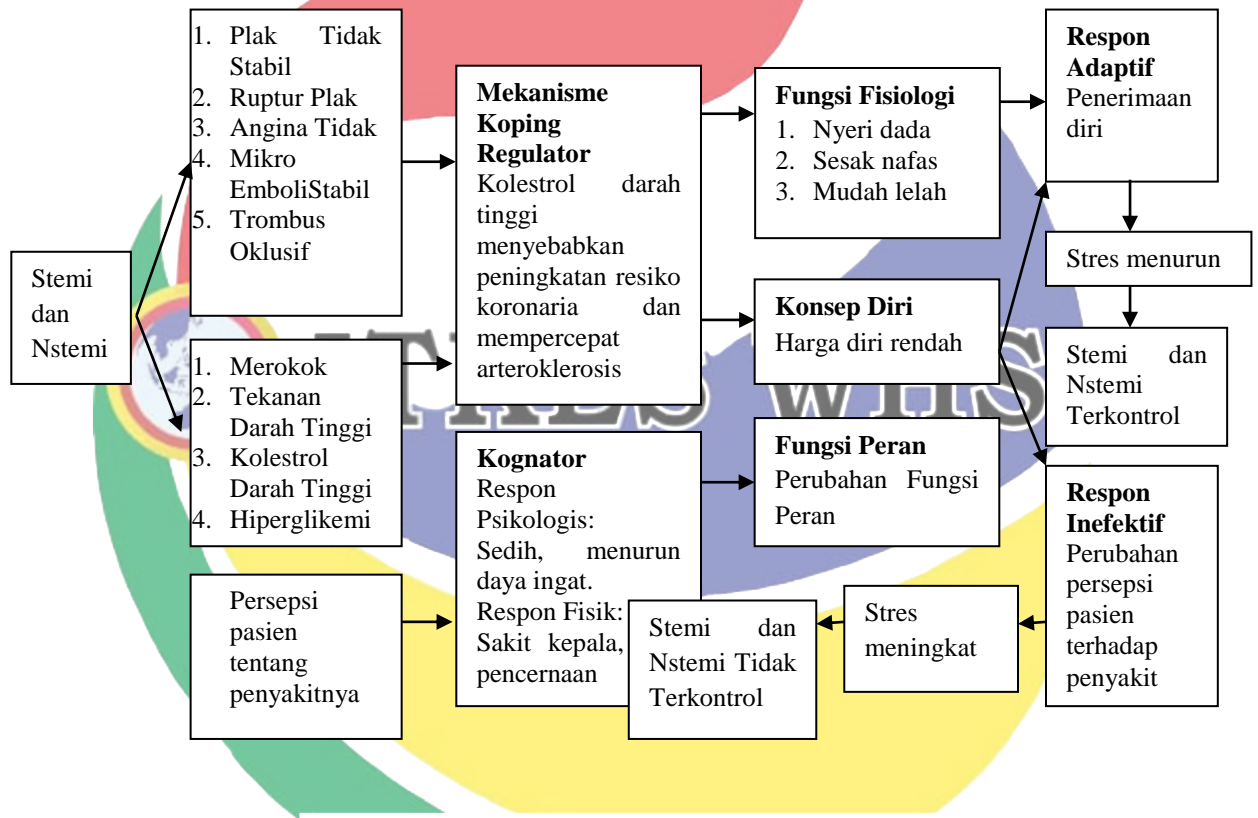 Stemi
dan
Nstemi
1. Plak Tidak
Stabil
2. Ruptur Plak
3. Angina Tidak
4. Mikro
EmboliStabil
5. Trombus
Oklusif
1. Merokok
2. Tekanan
Darah Tinggi
3. Kolestrol
Darah Tinggi
4. Hiperglikemi
Persepsi
pasien
tentang
penyakitnya
Mekanisme
Koping
Regulator
Kolestrol darah
tinggi
menyebabkan
peningkatan resiko
koronaria dan
mempercepat
arteroklerosis
Kognator
Respon
Psikologis:
Sedih, menurun
daya ingat.
Respon Fisik:
Sakit kepala,
pencernaan
Fungsi Fisiologi
1. Nyeri dada
2. Sesak nafas
3. Mudah lelah
Konsep Diri
Harga diri rendah
Fungsi Peran
Perubahan Fungsi
Peran
Respon
Adaptif
Penerimaan
diri
Stres menurun
Stemi dan
Nstemi
Terkontrol
Respon
Inefektif
Perubahan
persepsi
pasien
terhadap
penyakit
Stres
meningkat
Stemi dan
Nstemi Tidak
Terkontrol
WHS